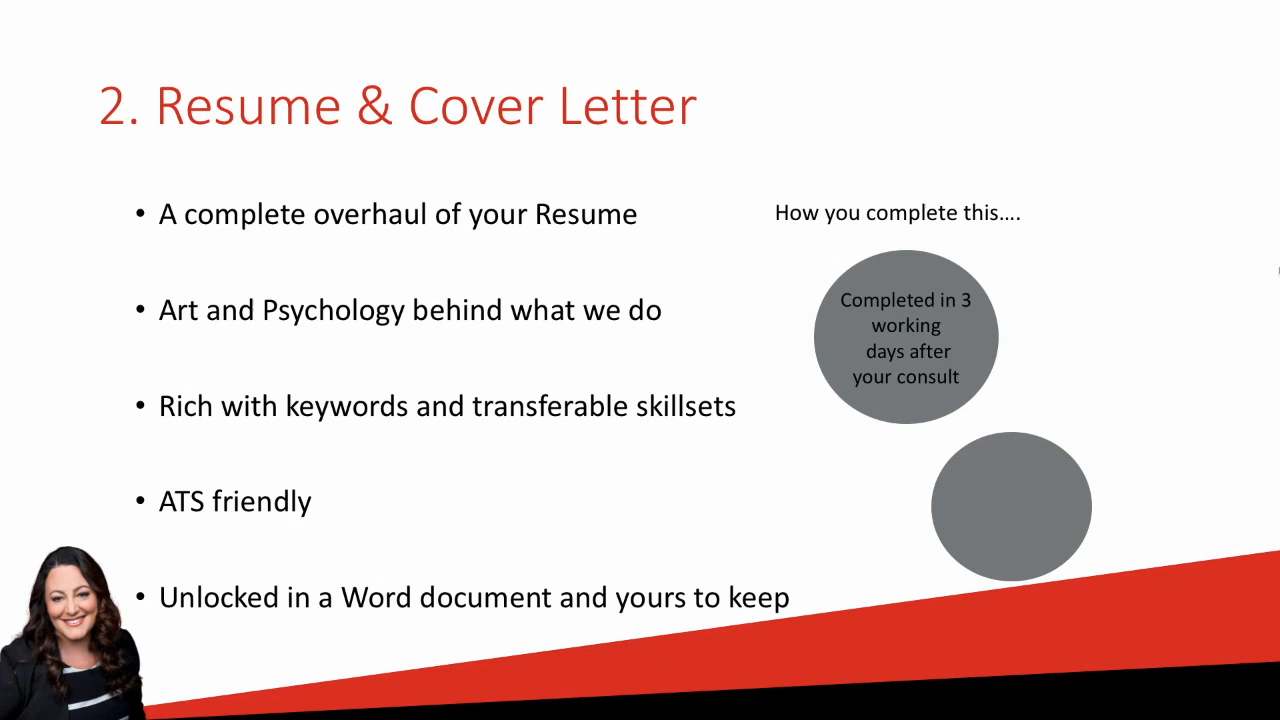 2. Resume & Cover Letter
• A complete overhaul of your Resume
• Art and Psychology behind what we do
• Rich with keywords and transferable skillsets
• ATS friendly
• Unlocked in a Word document and yours to keep
How you complete this....
Completed in 3
working
days after
your consult